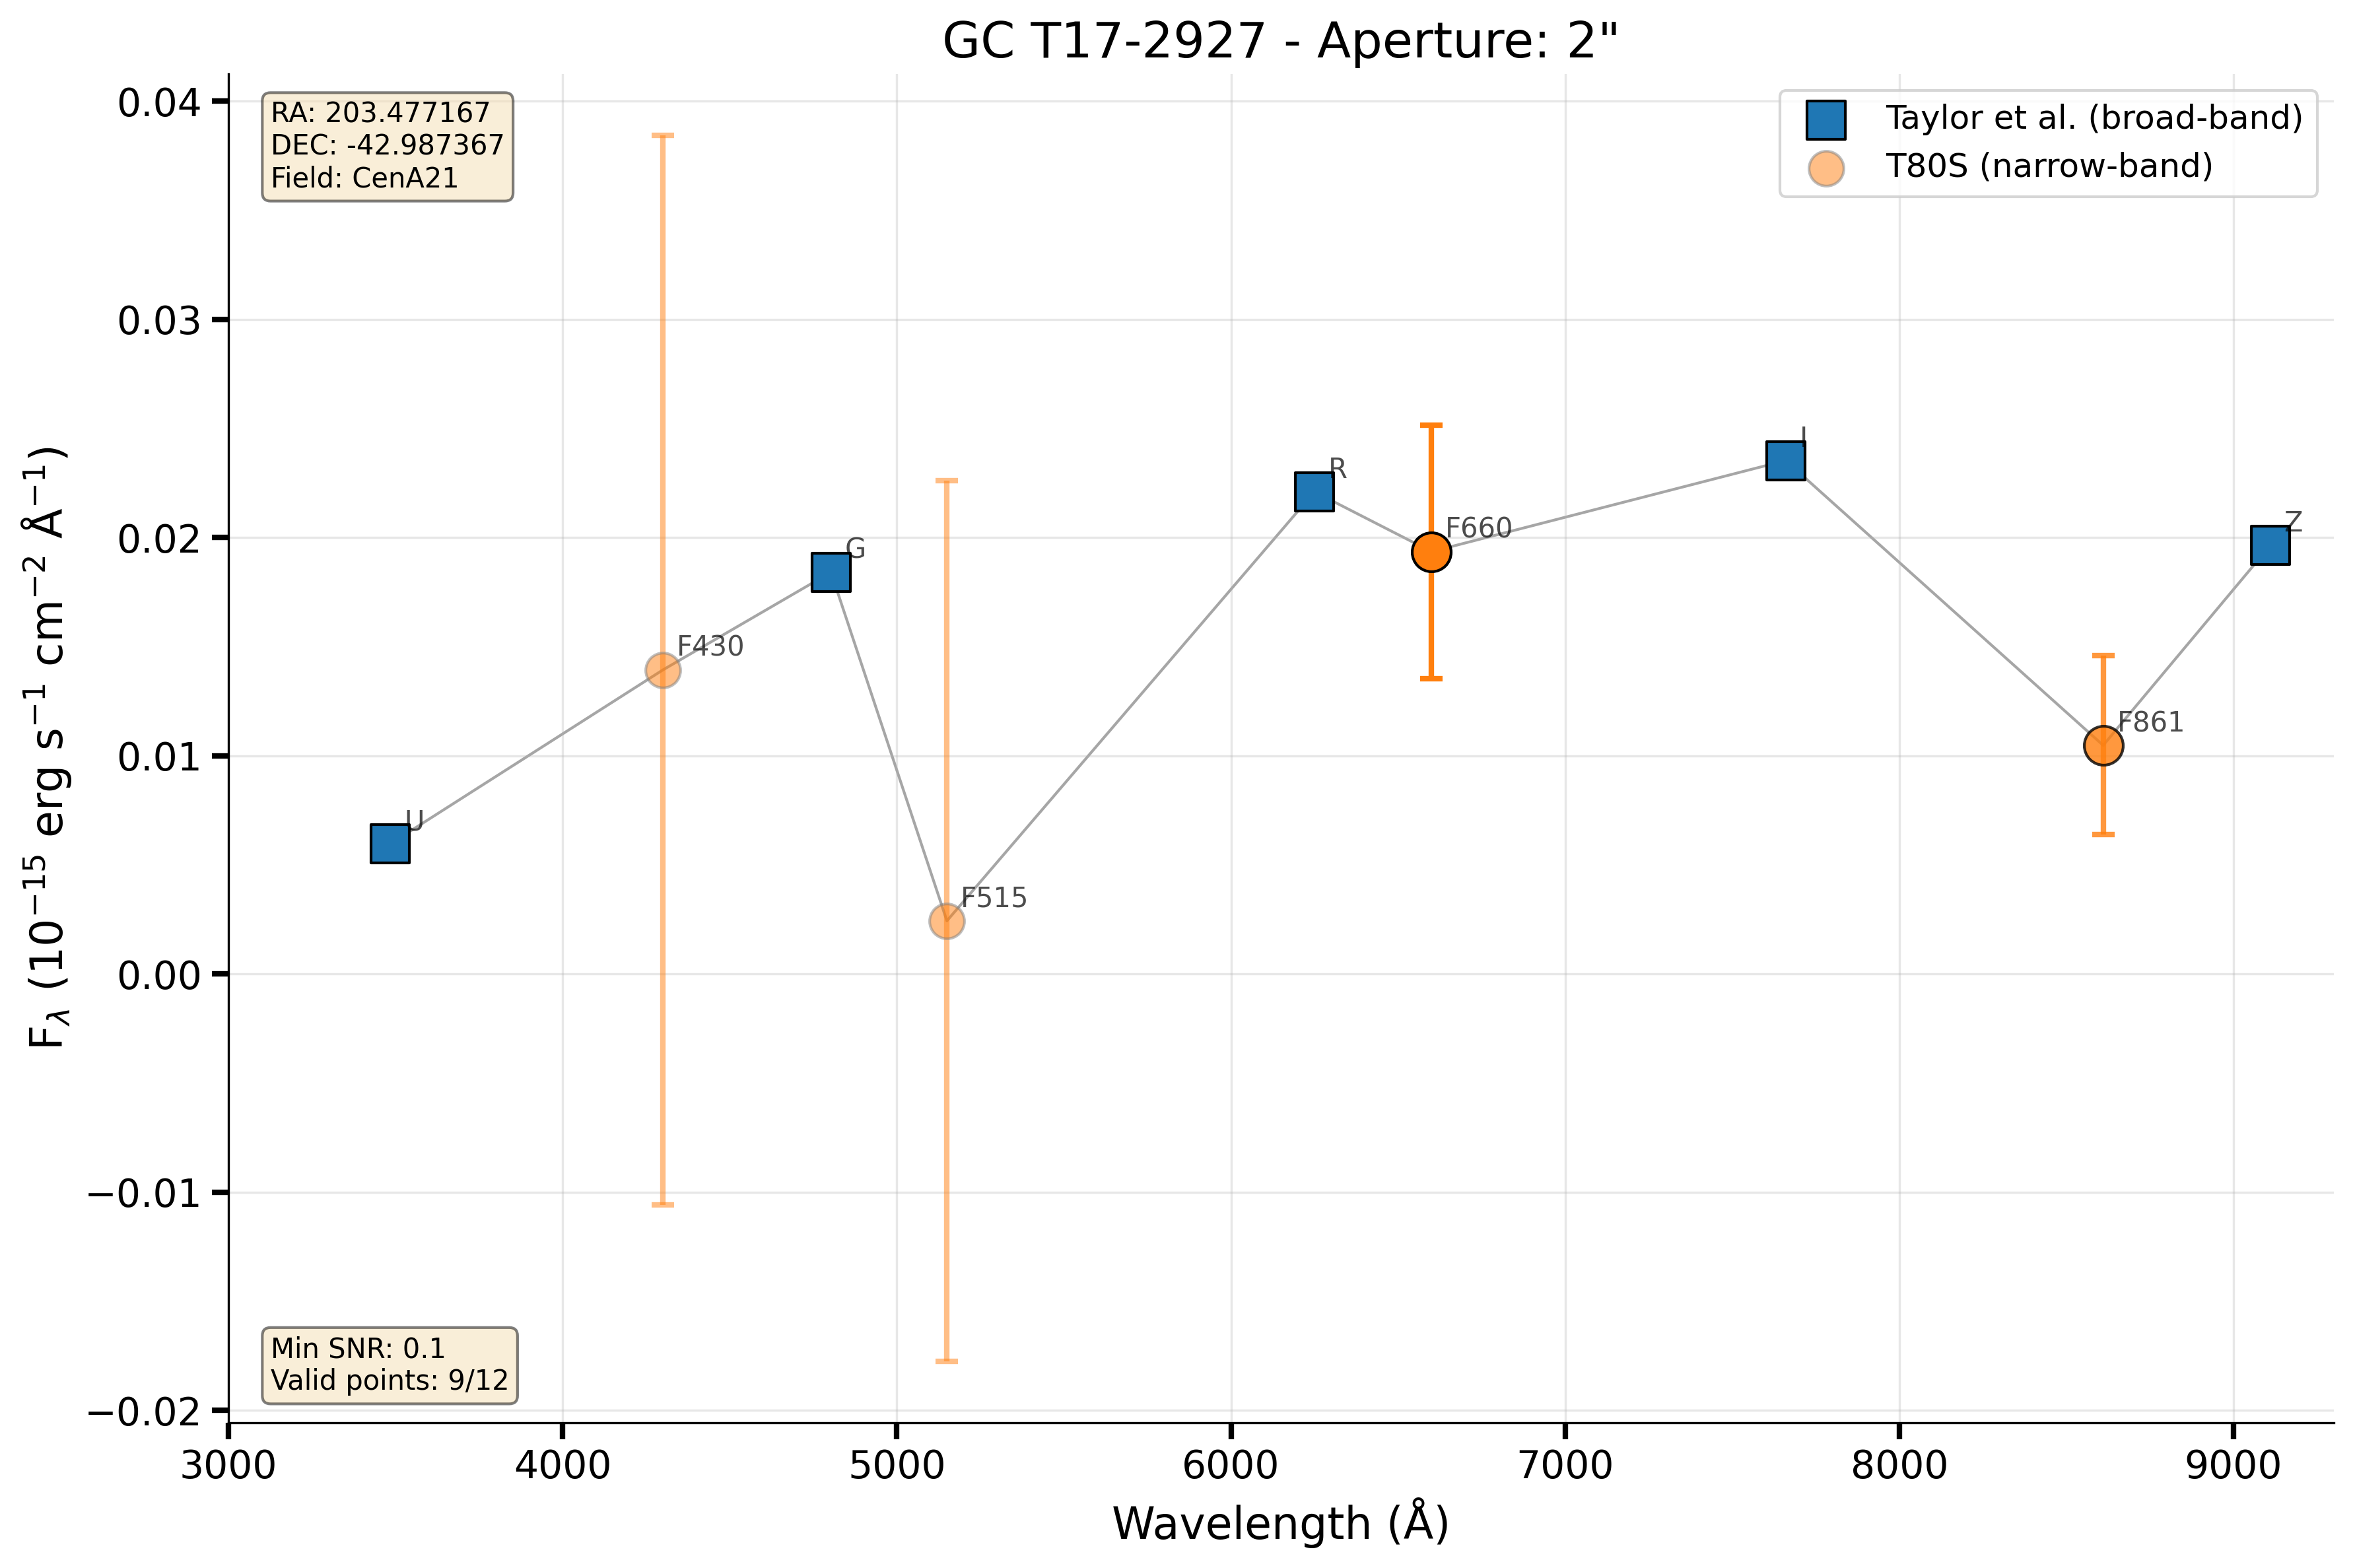 GC T17-2927 - Aperture: 2"
RA: 203.477167
DEC: -42.987367
Field: CenA21
Taylor et al. (broad-band)
T80S (narrow-band)
0.04
0.03
0.02
0.01
0.00
−0.01
−0.02
F_λ (10⁻¹⁵ erg s⁻¹ cm⁻² Å⁻¹)
U
F430
G
F515
R
F660
I
F861
Z
Min SNR: 0.1
Valid points: 9/12
3000 4000 5000 6000 7000 8000 9000
Wavelength (Å)